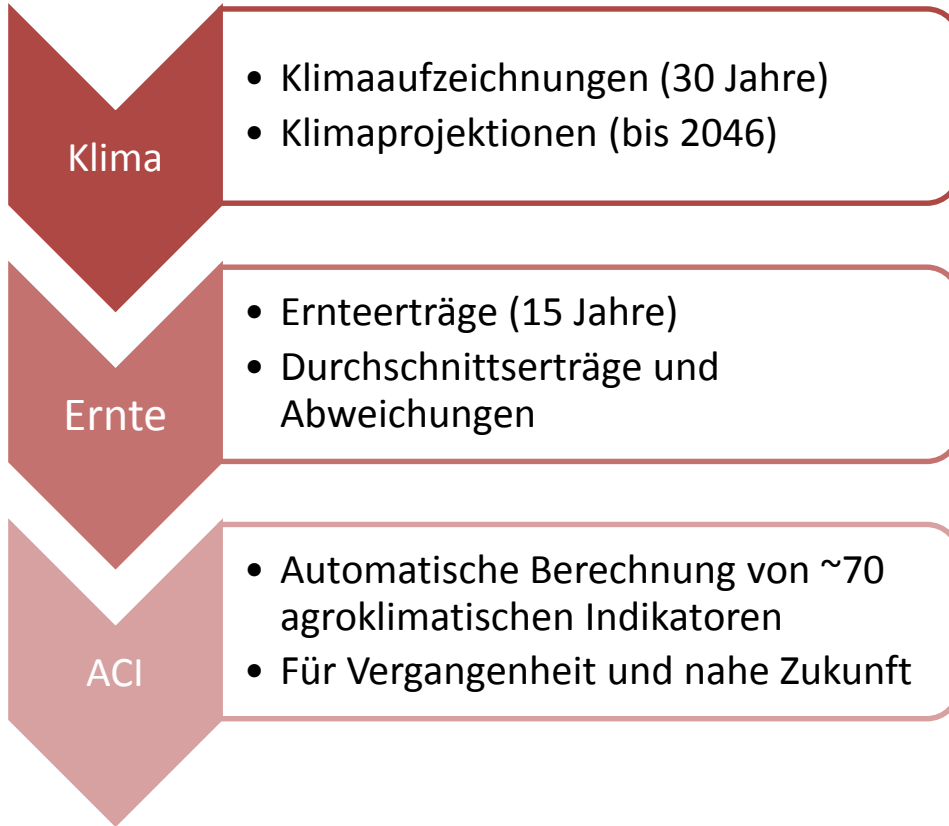 Klima
• Klimaaufzeichnungen (30 Jahre)
• Klimaprojektionen (bis 2046)
Ernte
• Ernteerträge (15 Jahre)
• Durchschnittserträge und
Abweichungen
ACI
• Automatische Berechnung von ~70
agroklimatischen Indikatoren
• Für Vergangenheit und nahe Zukunft